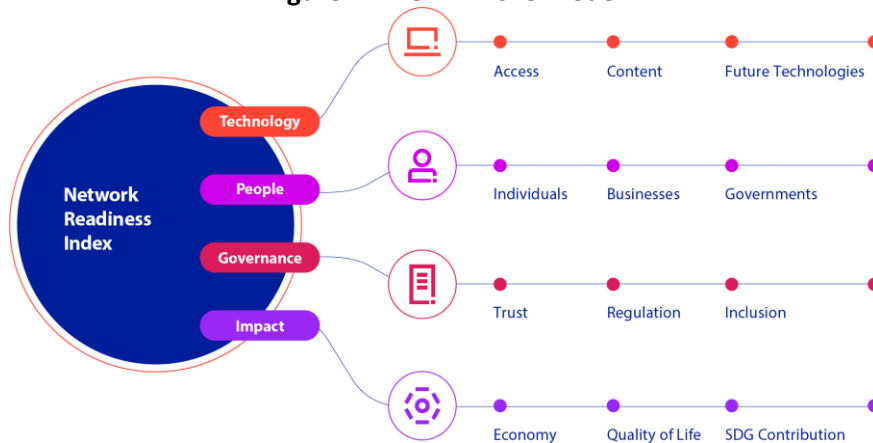 Technology
Access
Content
Future Technologies
People
Individuals
Businesses
Governments
Network
Readiness
Index
Governance
Trust
Regulation
Inclusion
Impact
Economy
Quality of Life
SDG Contribution